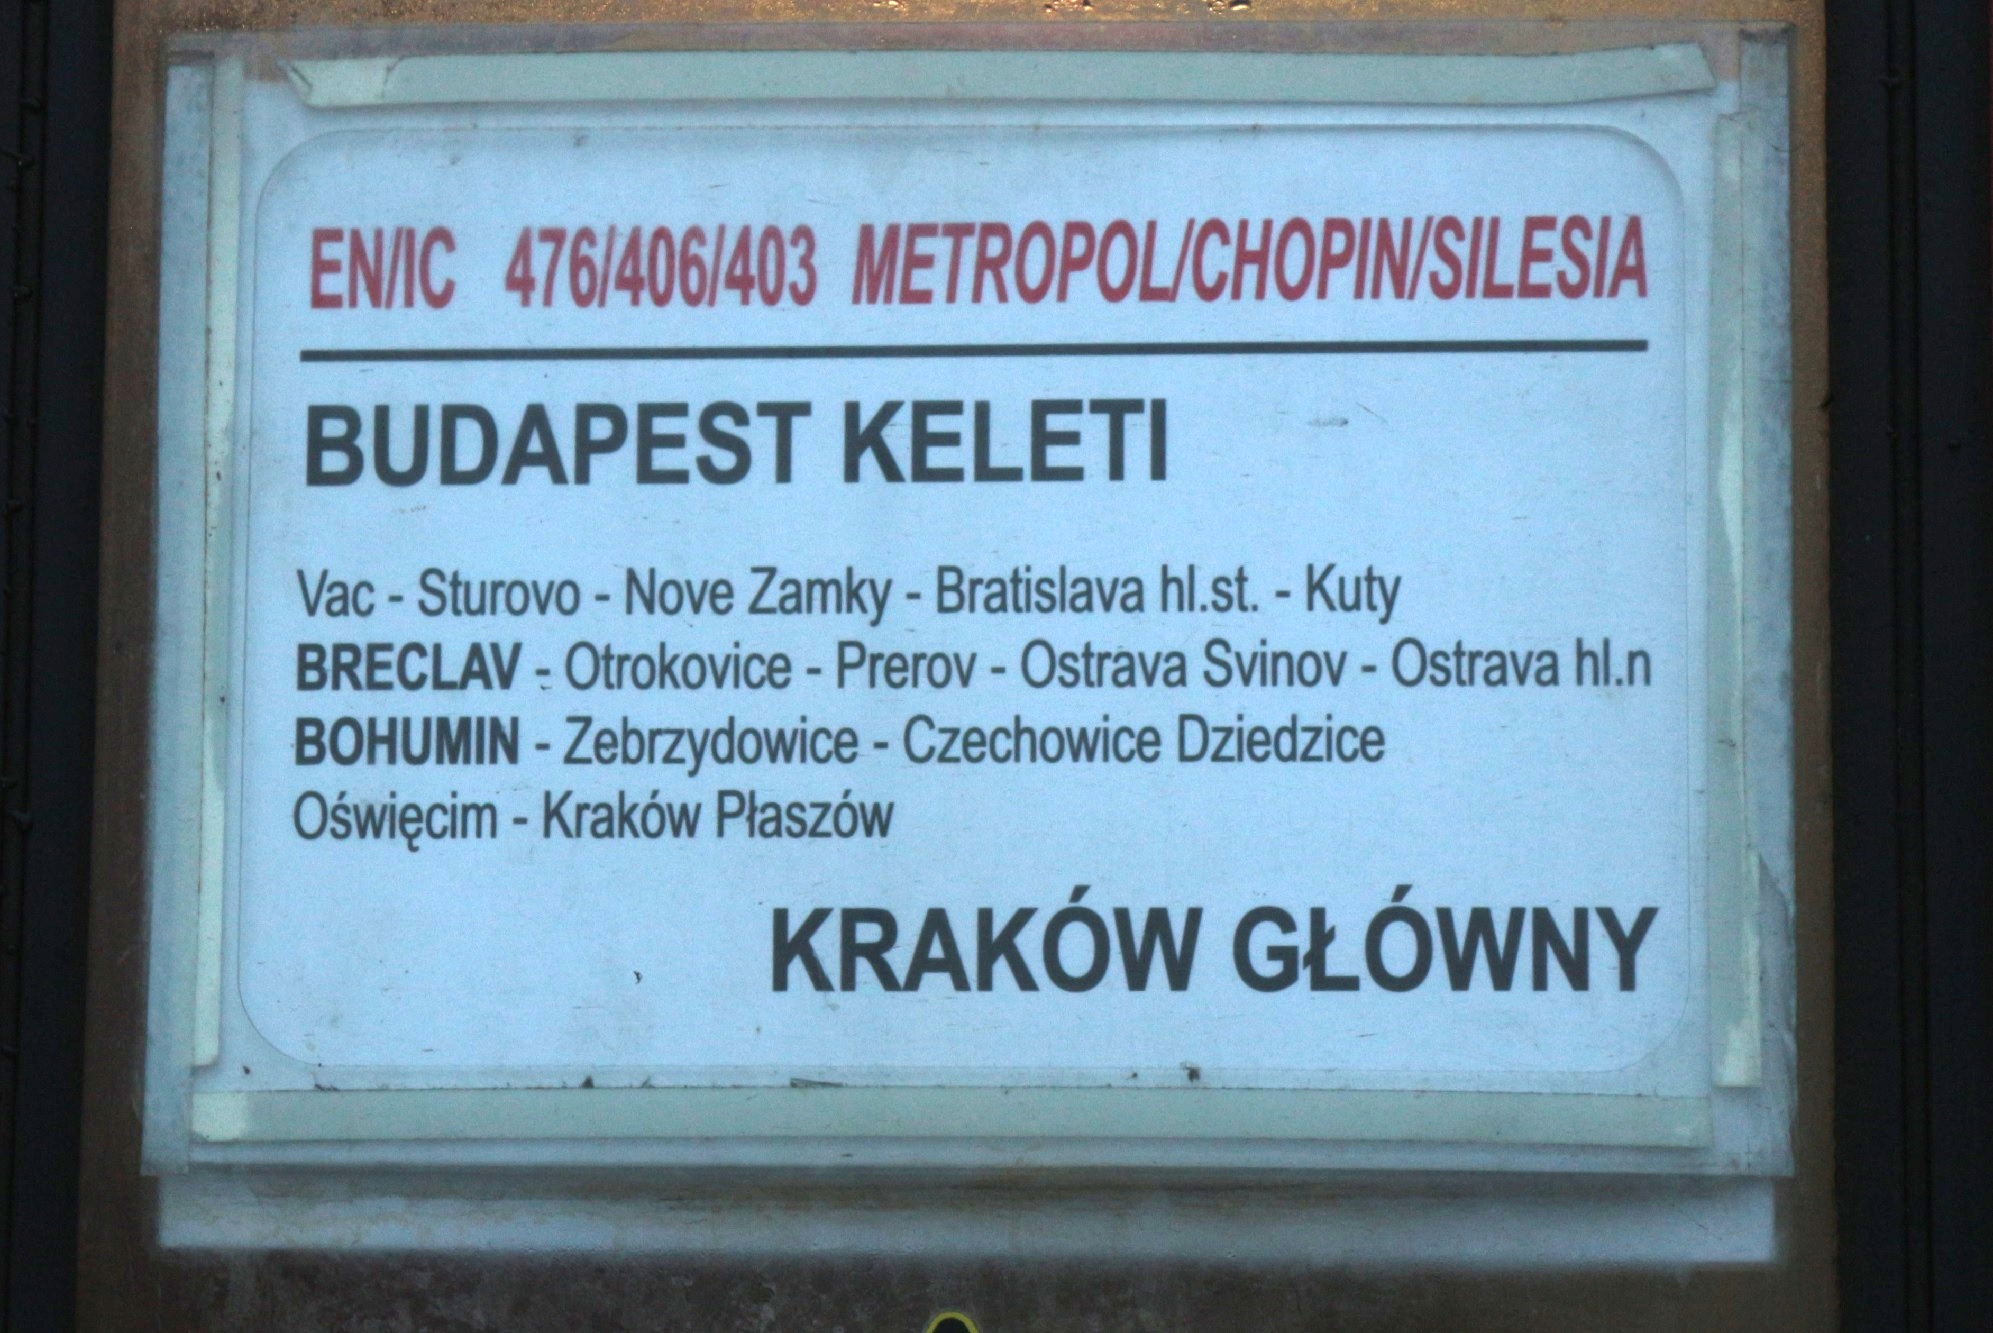 EN/IC 476/406/403 METROPOL/CHOPIN/SILESIA
BUDAPEST KELETI
Vac - Sturovo - Nove Zamky - Bratislava hl.st. - Kuty
BRECLAV - Otrokovice - Prerov - Ostrava Svinov - Ostrava hl.n
BOHUMIN - Zebrzydowice - Czechowice Dziedzice
Oświęcim - Kraków Płaszów
KRAKÓW GŁÓWNY